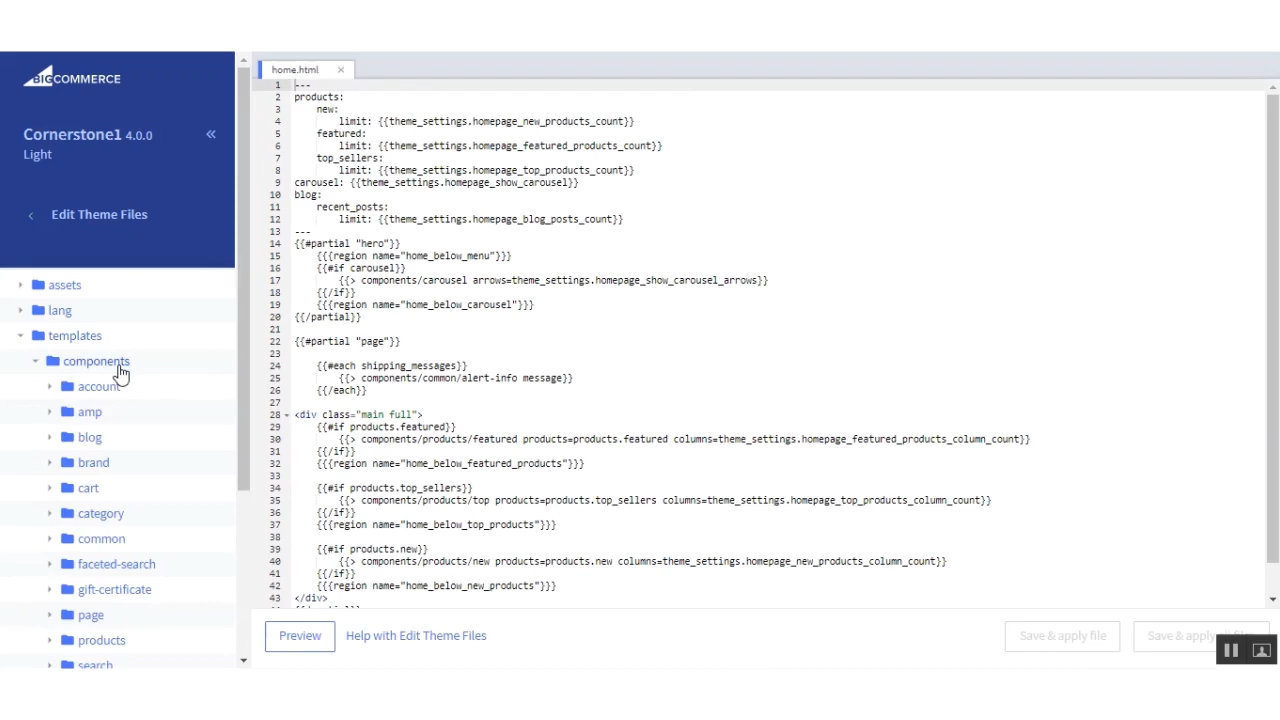 BIGCOMMERCE
Cornerstone1 4.0.0
Light
Edit Theme Files
assets
lang
templates
components
account
amp
blog
brand
cart
category
common
faceted-search
gift-certificate
page
products
search
home.html
1 ---
2 products:
3 new:
4 limit: {{theme_settings.homepage_new_products_count}}
5 featured:
6 limit: {{theme_settings.homepage_featured_products_count}}
7 top_sellers:
8 limit: {{theme_settings.homepage_top_products_count}}
9 carousel: {{theme_settings.homepage_show_carousel}}
10 blog:
11 recent_posts:
12 limit: {{theme_settings.homepage_blog_posts_count}}
13 ---
14 {{#partial "hero"}}
15 {{{region name="home_below_menu"}}}
16 {{#if carousel}}
17 {{> components/carousel arrows=theme_settings.homepage_show_carousel_arrows}}
18 {{/if}}
19 {{{region name="home_below_carousel"}}}
20 {{/partial}}
21
22 {{#partial "page"}}
23
24 {{#each shipping_messages}}
25 {{> components/common/alert-info message}}
26 {{/each}}
27
28 <div class="main full">
29 {{#if products.featured}}
30 {{> components/products/featured products=products.featured columns=theme_settings.homepage_featured_products_column_count}}
31 {{/if}}
32 {{{region name="home_below_featured_products"}}}
33
34 {{#if products.top_sellers}}
35 {{> components/products/top products=products.top_sellers columns=theme_settings.homepage_top_products_column_count}}
36 {{/if}}
37 {{{region name="home_below_top_products"}}}
38
39 {{#if products.new}}
40 {{> components/products/new products=products.new columns=theme_settings.homepage_new_products_column_count}}
41 {{/if}}
42 {{{region name="home_below_new_products"}}}
43 </div>
Preview
Help with Edit Theme Files
Save & apply file
Save & apply